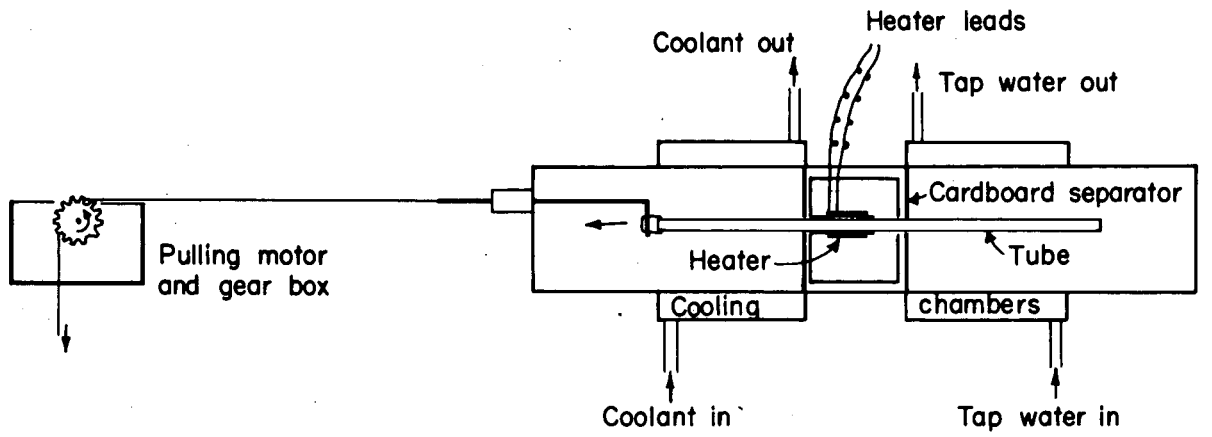 Heater leads
Coolant out
Tap water out
Cardboard separator
Pulling motor
and gear box
Heater
Tube
Cooling
chambers
Coolant in
Tap water in